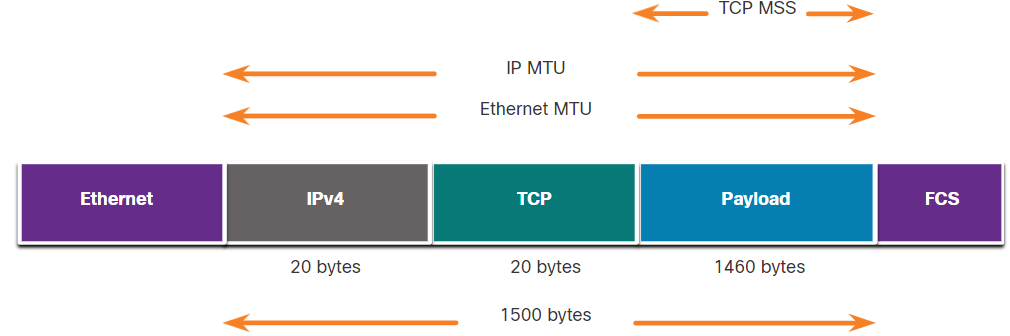 TCP MSS
IP MTU
Ethernet MTU
Ethernet IPv4 TCP Payload FCS
20 bytes 20 bytes 1460 bytes
1500 bytes